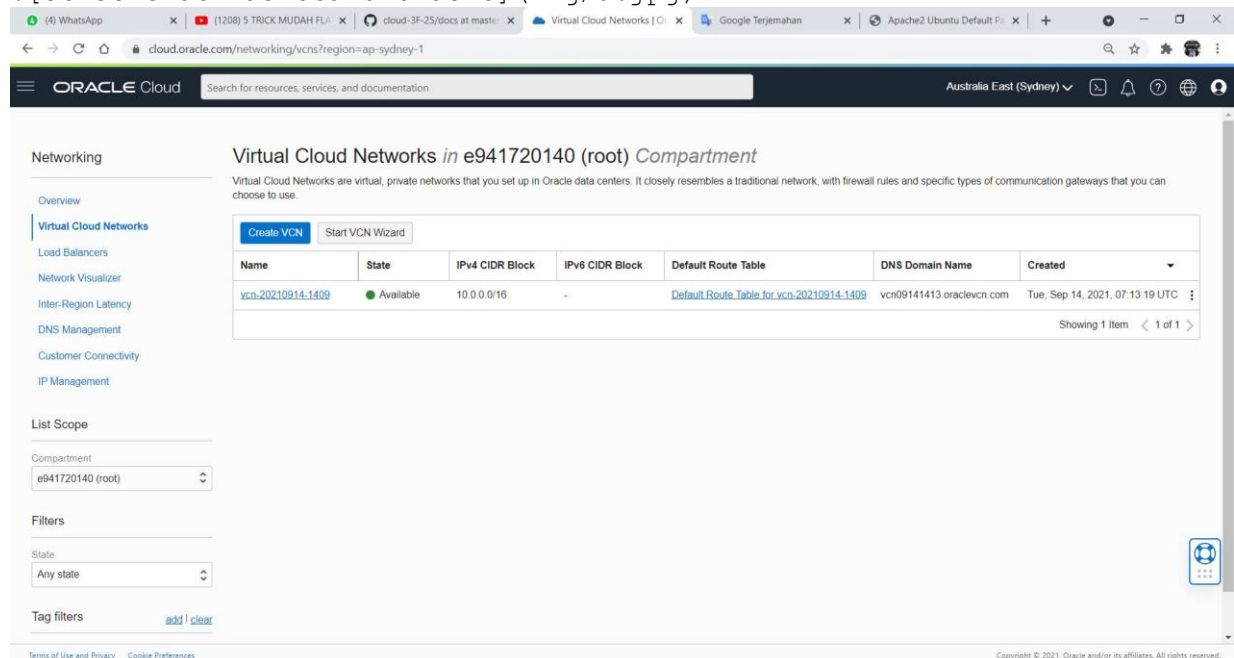 (4) WhatsApp
(1208) 5 TRICK MUDAH FLA
cloud-3F-25/docs at master
Virtual Cloud Networks | O
Google Terjemahan
Apache2 Ubuntu Default Pa
cloud.oracle.com/networking/vcns?region=ap-sydney-1
ORACLE Cloud
Search for resources, services, and documentation
Australia East (Sydney)
Networking
Overview
Virtual Cloud Networks
Load Balancers
Network Visualizer
Inter-Region Latency
DNS Management
Customer Connectivity
IP Management
List Scope
Compartment
e941720140 (root)
Filters
State
Any state
Tag filters add | clear
Virtual Cloud Networks in e941720140 (root) Compartment
Virtual Cloud Networks are virtual, private networks that you set up in Oracle data centers. It closely resembles a traditional network, with firewall rules and specific types of communication gateways that you can
choose to use.
Create VCN Start VCN Wizard
Name State IPv4 CIDR Block IPv6 CIDR Block Default Route Table DNS Domain Name Created
vcn-20210914-1409 Available 10.0.0.0/16 - Default Route Table for vcn-20210914-1409 vcn09141413.oraclevcn.com Tue, Sep 14, 2021, 07:13:19 UTC
Showing 1 Item < 1 of 1 >
Terms of Use and Privacy Cookie Preferences
Copyright © 2021, Oracle and/or its affiliates. All rights reserved.